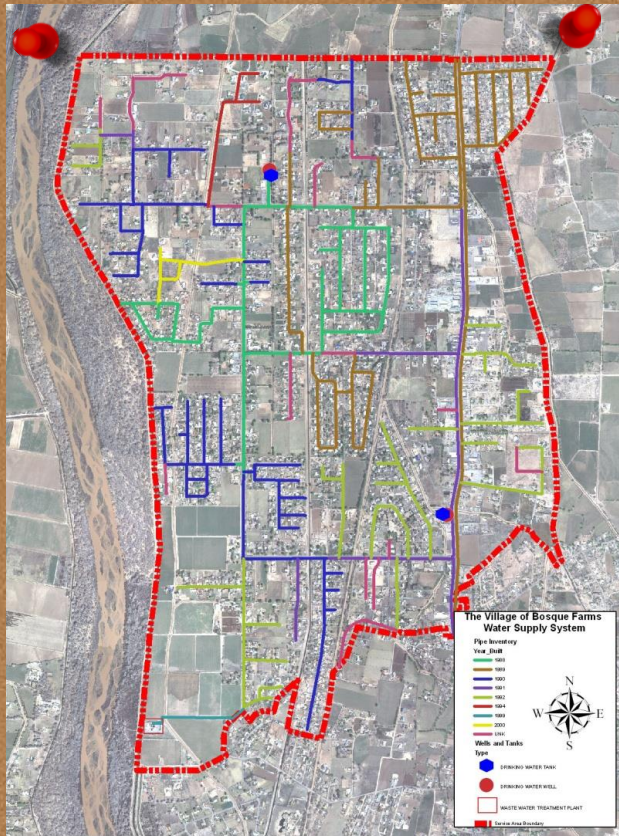 The Village of Bosque Farms
Water Supply System
Pipe Inventory
Year_Built
1988
1989
1990
1991
1992
1994
1999
2000
UNK
Wells and Tanks
Type
DRINKING WATER TANK
DRINKING WATER WELL
WASTE WATER TREATMENT PLANT
Service Area Boundary
N
W
E
S